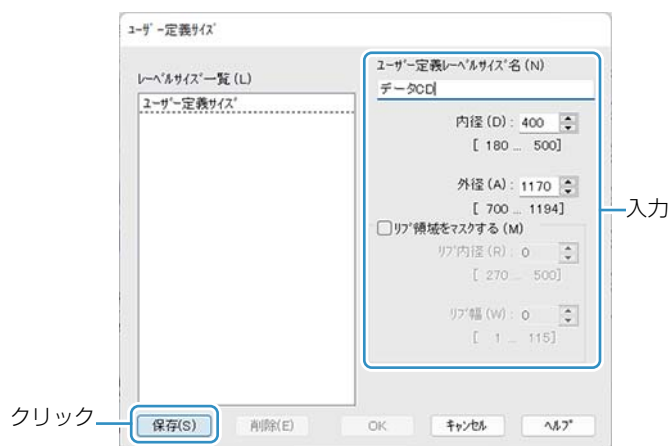 ユーザー定義サイズ
レーベルサイズ一覧(L)
ユーザー定義サイズ
ユーザー定義レーベルサイズ名(N)
データCD
内径(D): 400
[ 180 ... 500]
外径(A): 1170
[ 700 ... 1194]
リブ領域をマスクする(M)
リブ内径(R): 0
[ 270 ... 500]
リブ幅(W): 0
[ 1 ... 115]
入力
クリック
保存(S) 削除(E) OK キャンセル ヘルプ